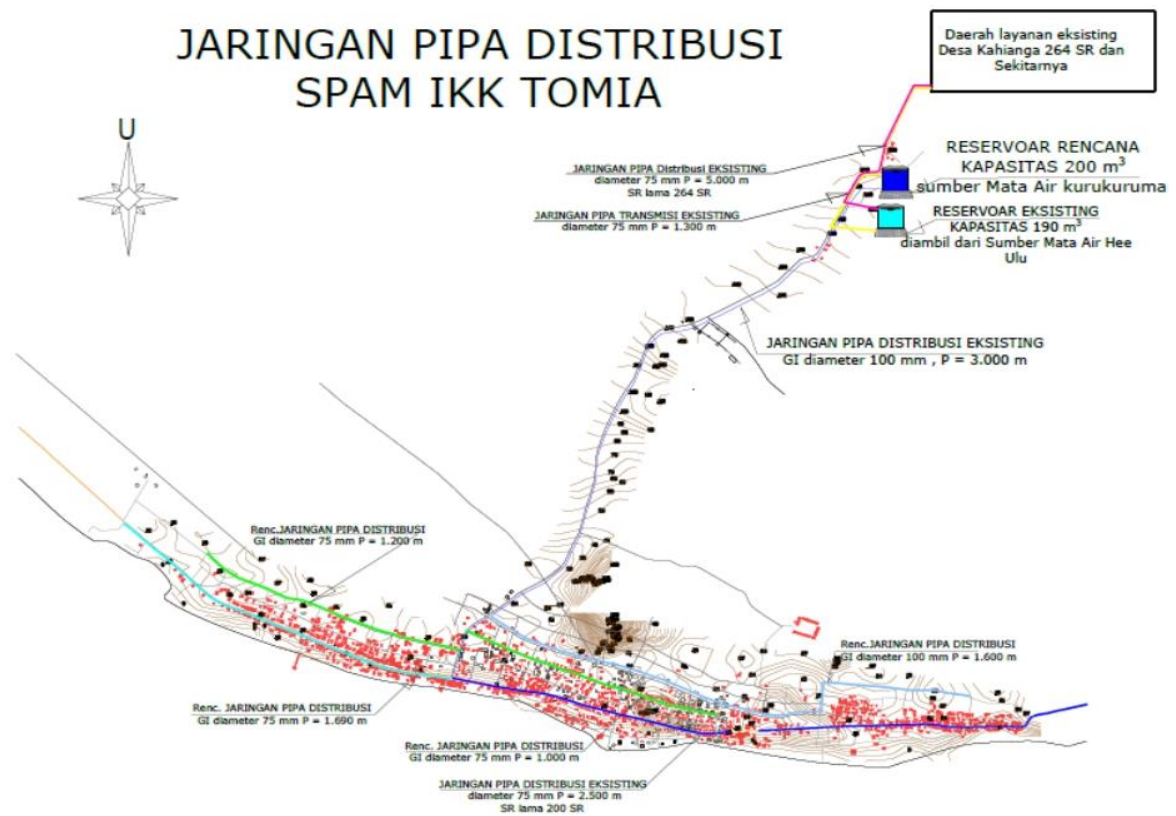 JARINGAN PIPA DISTRIBUSI
SPAM IKK TOMIA
Daerah layanan eksisting
Desa Kahianga 264 SR dan
Sekitarnya
U
JARINGAN PIPA Distribusi EKSISTING
diameter 75 mm P = 5.000 m
SR lama 264 SR
RESERVOAR RENCANA
KAPASITAS 200 m³
sumber Mata Air kurukuruma
JARINGAN PIPA TRANSMISI EKSISTING
diameter 75 mm P = 1.300 m
RESERVOAR EKSISTING
KAPASITAS 190 m³
diambil dari Sumber Mata Air Hee
Ulu
JARINGAN PIPA DISTRIBUSI EKSISTING
GI diameter 100 mm , P = 3.000 m
Renc.JARINGAN PIPA DISTRIBUSI
GI diameter 75 mm P = 1.200 m
Renc.JARINGAN PIPA DISTRIBUSI
GI diameter 100 mm P = 1.600 m
Renc. JARINGAN PIPA DISTRIBUSI
GI diameter 75 mm P = 1.690 m
Renc. JARINGAN PIPA DISTRIBUSI
GI diameter 75 mm P = 1.000 m
JARINGAN PIPA DISTRIBUSI EKSISTING
diameter 75 mm P = 2.500 m
SR lama 200 SR